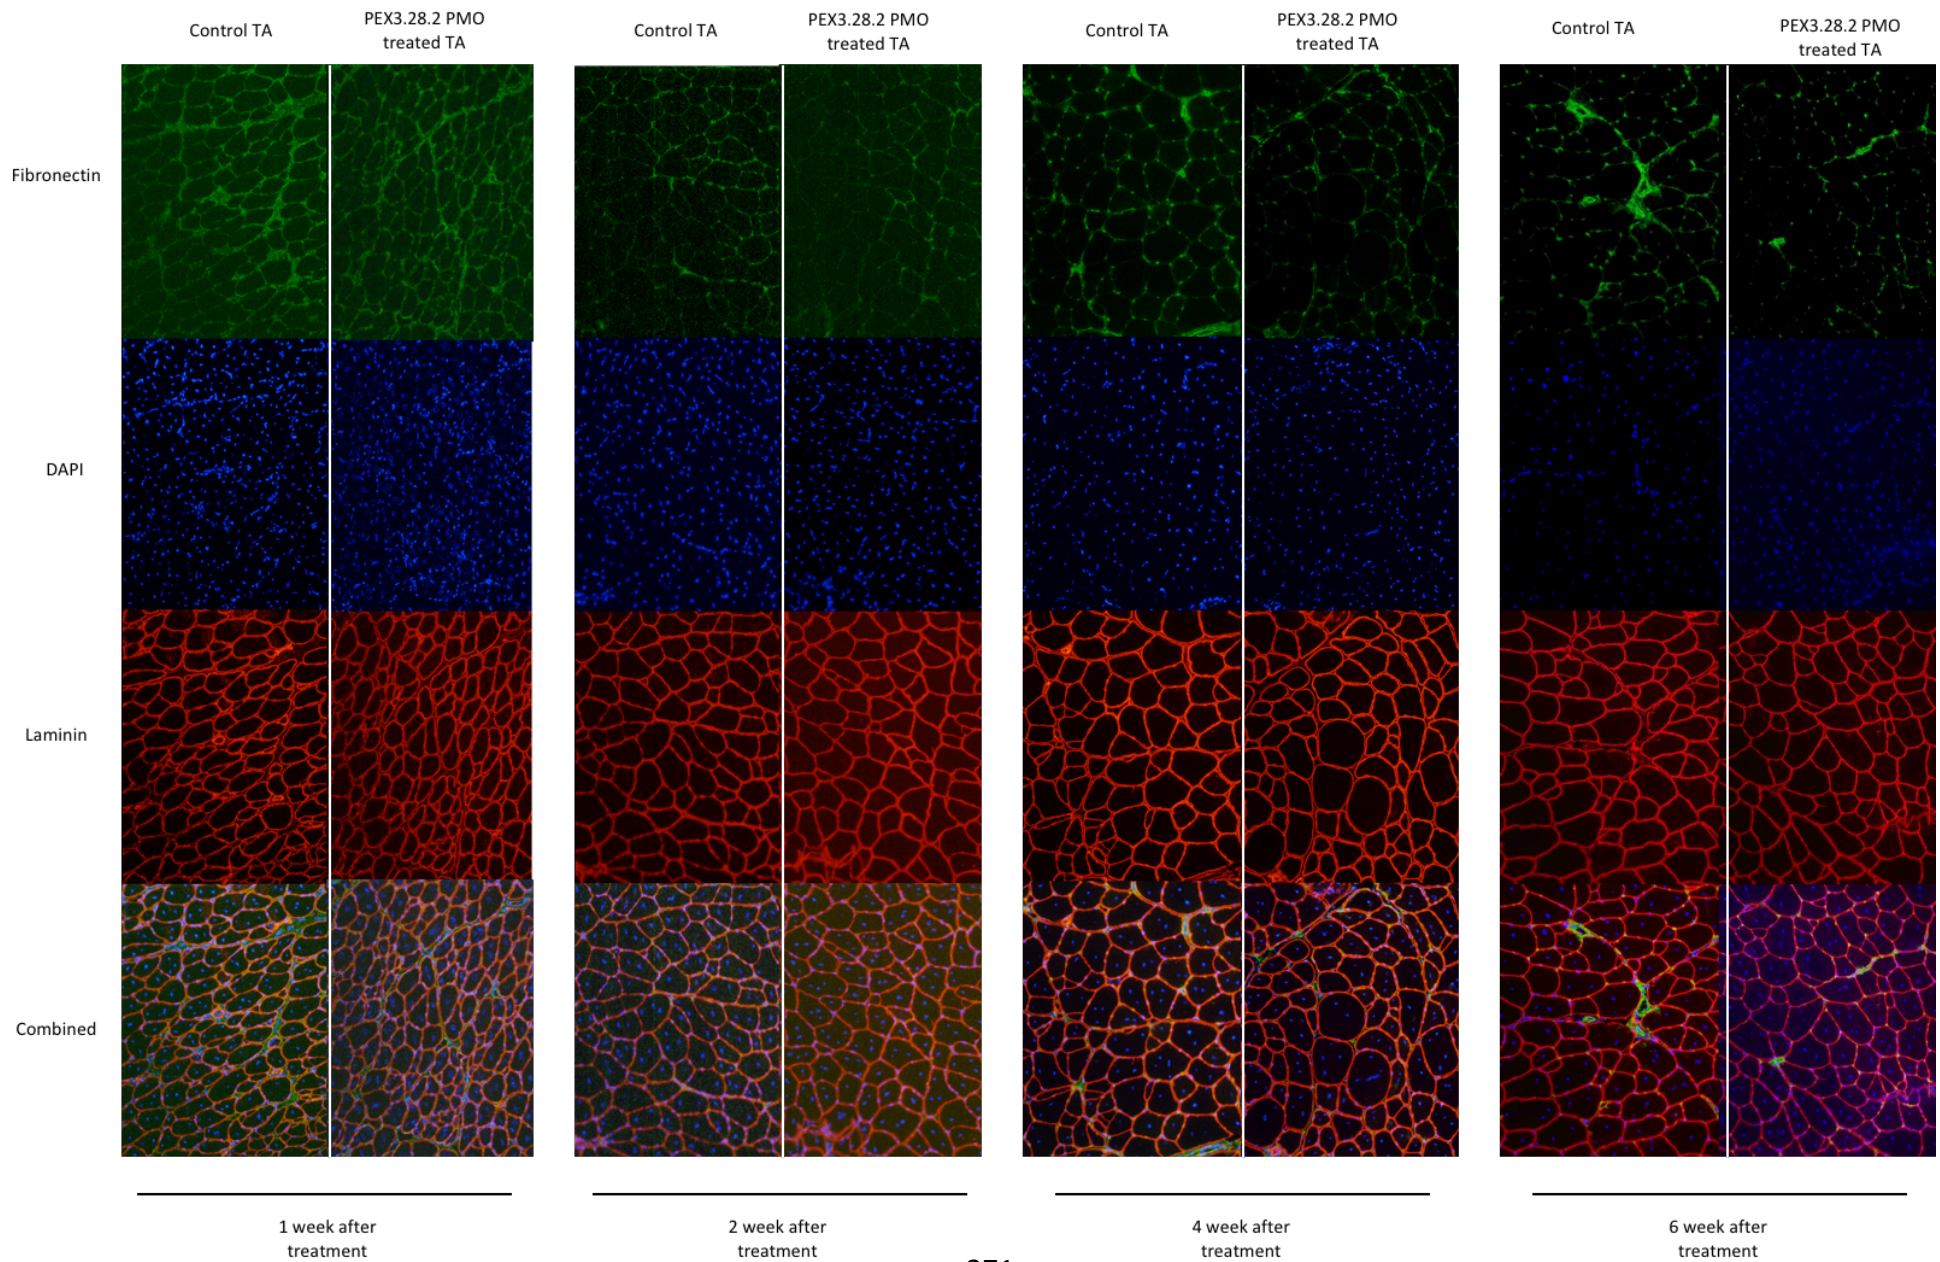 Control TA
PEX3.28.2 PMO
treated TA
Control TA
PEX3.28.2 PMO
treated TA
Control TA
PEX3.28.2 PMO
treated TA
Control TA
PEX3.28.2 PMO
treated TA
Fibronectin
DAPI
Laminin
Combined
1 week after
treatment
2 week after
treatment
4 week after
treatment
6 week after
treatment